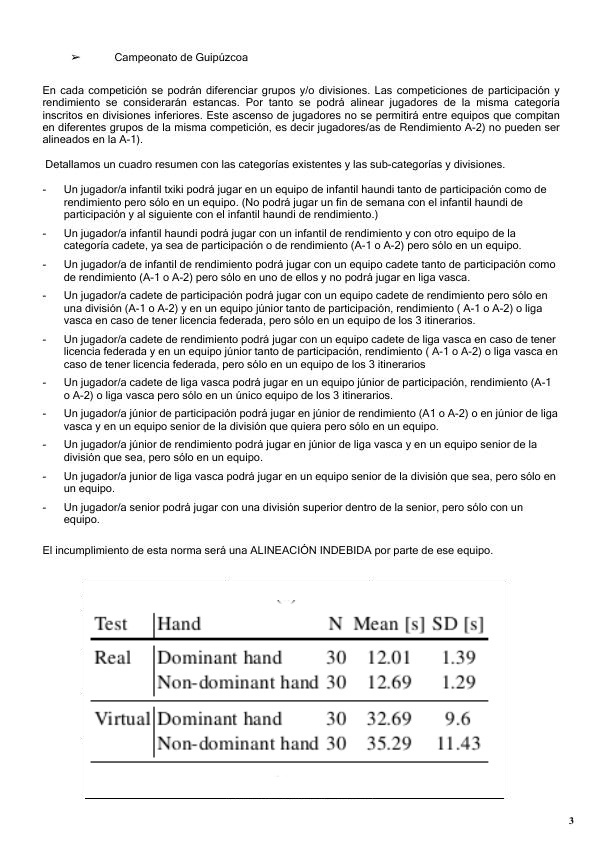 ➢ Campeonato de Guipúzcoa
En cada competición se podrán diferenciar grupos y/o divisiones. Las competiciones de participación y
rendimiento se considerarán estancas. Por tanto se podrá alinear jugadores de la misma categoría
inscritos en divisiones inferiores. Este ascenso de jugadores no se permitirá entre equipos que compitan
en diferentes grupos de la misma competición, es decir jugadores/as de Rendimiento A-2) no pueden ser
alineados en la A-1).
Detallamos un cuadro resumen con las categorías existentes y las sub-categorías y divisiones.
- Un jugador/a infantil txiki podrá jugar en un equipo de infantil haundi tanto de participación como de
rendimiento pero sólo en un equipo. (No podrá jugar un fin de semana con el infantil haundi de
participación y al siguiente con el infantil haundi de rendimiento.)
- Un jugador/a infantil haundi podrá jugar con un infantil de rendimiento y con otro equipo de la
categoría cadete, ya sea de participación o de rendimiento (A-1 o A-2) pero sólo en un equipo.
- Un jugador/a de infantil de rendimiento podrá jugar con un equipo cadete tanto de participación como
de rendimiento (A-1 o A-2) pero sólo en uno de ellos y no podrá jugar en liga vasca.
- Un jugador/a cadete de participación podrá jugar con un equipo cadete de rendimiento pero sólo en
una división (A-1 o A-2) y en un equipo júnior tanto de participación, rendimiento ( A-1 o A-2) o liga
vasca en caso de tener licencia federada, pero sólo en un equipo de los 3 itinerarios.
- Un jugador/a cadete de rendimiento podrá jugar con un equipo cadete de liga vasca en caso de tener
licencia federada y en un equipo júnior tanto de participación, rendimiento ( A-1 o A-2) o liga vasca en
caso de tener licencia federada, pero sólo en un equipo de los 3 itinerarios
- Un jugador/a cadete de liga vasca podrá jugar en un equipo júnior de participación, rendimiento (A-1
o A-2) o liga vasca pero sólo en un único equipo de los 3 itinerarios.
- Un jugador/a júnior de participación podrá jugar en júnior de rendimiento (A1 o A-2) o en júnior de liga
vasca y en un equipo senior de la división que quiera pero sólo en un equipo.
- Un jugador/a júnior de rendimiento podrá jugar en júnior de liga vasca y en un equipo senior de la
división que sea, pero sólo en un equipo.
- Un jugador/a junior de liga vasca podrá jugar en un equipo senior de la división que sea, pero sólo en
un equipo.
- Un jugador/a senior podrá jugar con una división superior dentro de la senior, pero sólo con un
equipo.
El incumplimiento de esta norma será una ALINEACIÓN INDEBIDA por parte de ese equipo.
Test Hand N Mean [s] SD [s]
Real Dominant hand 30 12.01 1.39
Non-dominant hand 30 12.69 1.29
Virtual Dominant hand 30 32.69 9.6
Non-dominant hand 30 35.29 11.43
3